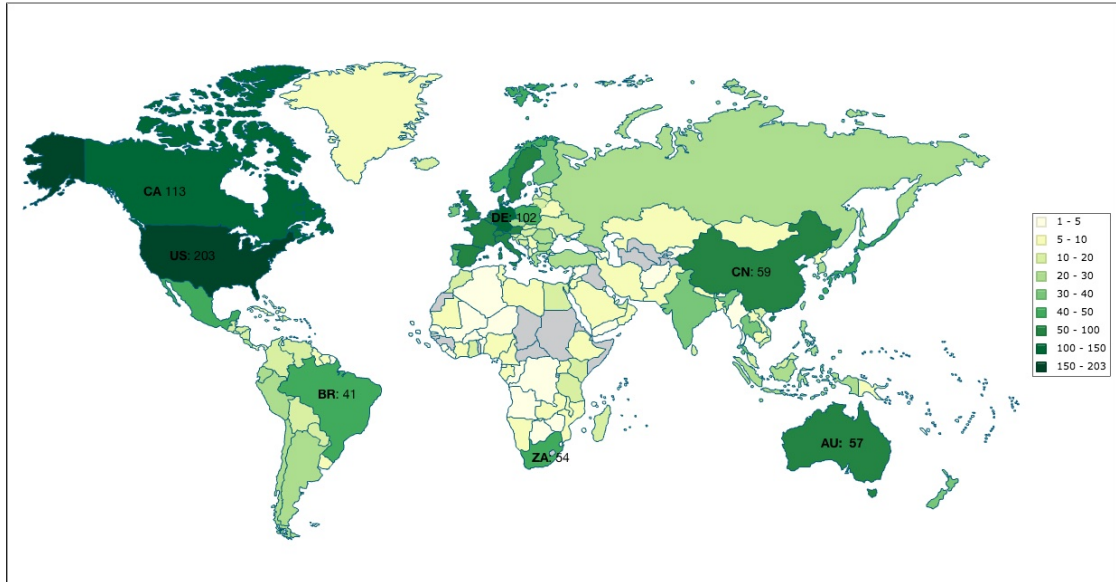 CA 113
US: 203
DE: 102
CN: 59
BR: 41
ZA: 54
AU: 57
1 - 5
5 - 10
10 - 20
20 - 30
30 - 40
40 - 50
50 - 100
100 - 150
150 - 203